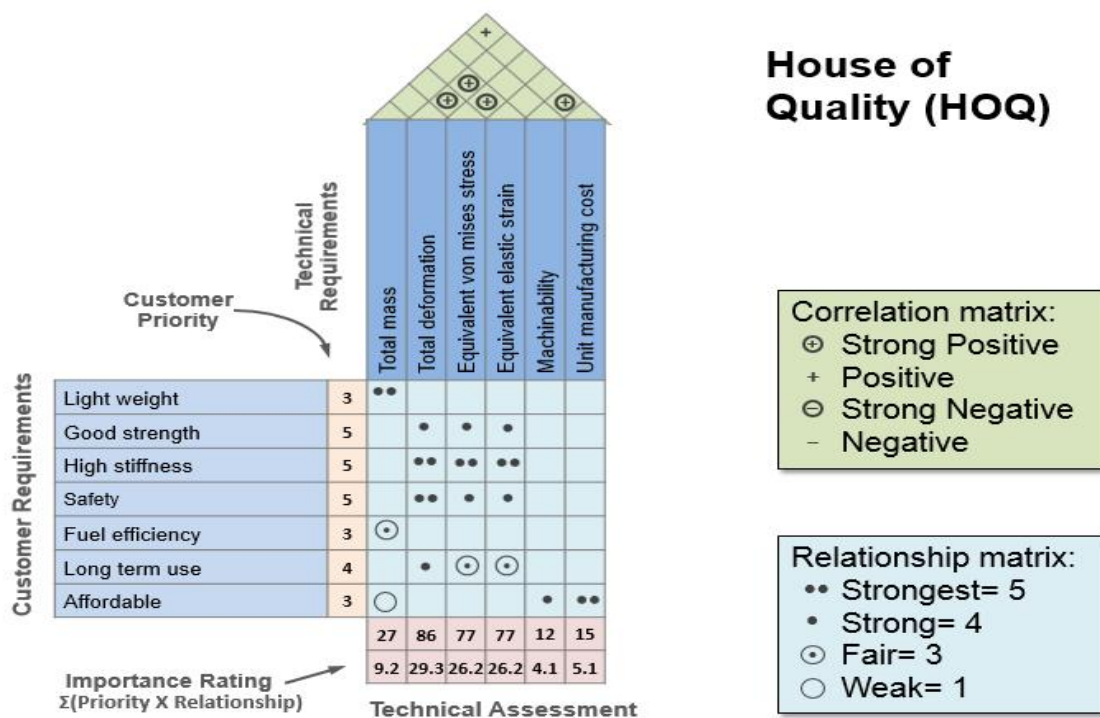 House of
Quality (HOQ)
Technical
Requirements
Customer
Priority
Total mass
Total deformation
Equivalent von mises stress
Equivalent elastic strain
Machinability
Unit manufacturing cost
Customer Requirements
Light weight 3 ••
Good strength 5 • • •
High stiffness 5 •• •• ••
Safety 5 •• • •
Fuel efficiency 3 ⊙
Long term use 4 • ⊙ ⊙
Affordable 3 ○ • ••
27 86 77 77 12 15
9.2 29.3 26.2 26.2 4.1 5.1
Importance Rating
Σ(Priority X Relationship)
Technical Assessment
Correlation matrix:
⊕ Strong Positive
+ Positive
⊖ Strong Negative
− Negative
Relationship matrix:
•• Strongest= 5
• Strong= 4
⊙ Fair= 3
○ Weak= 1